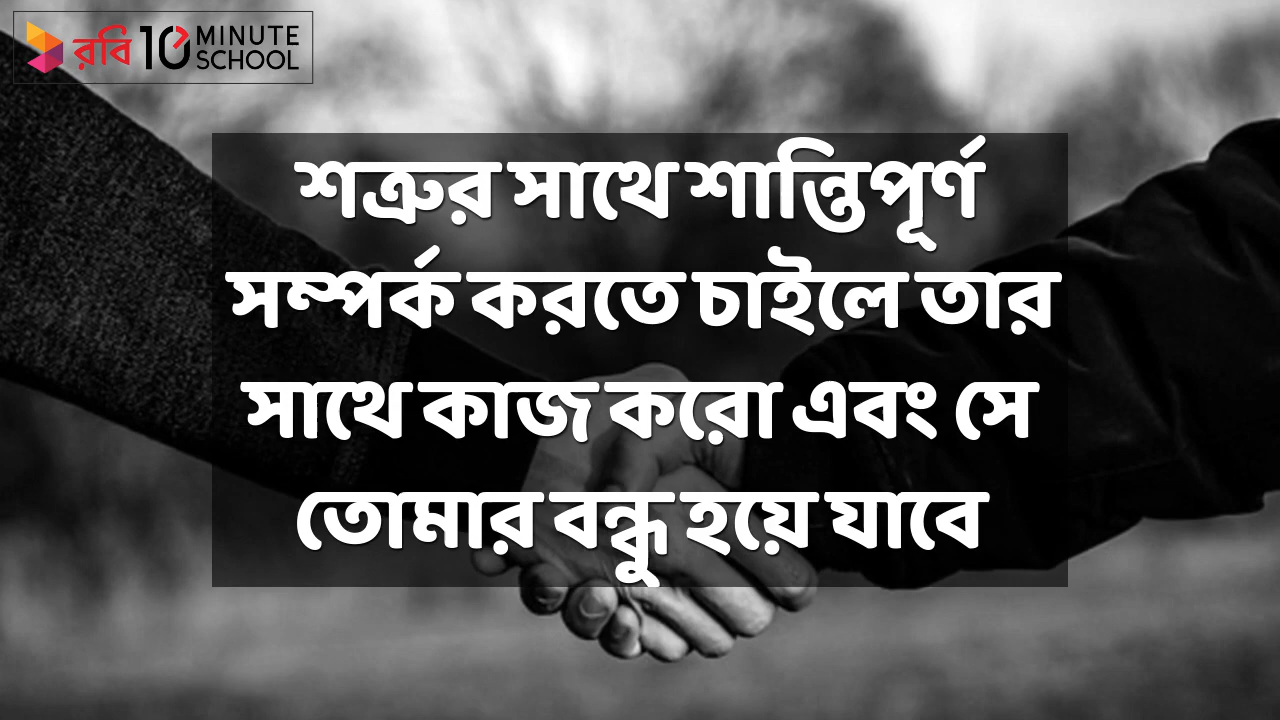 রবি 10 MINUTE
SCHOOL
শত্রুর সাথে শান্তিপূর্ণ
সম্পর্ক করতে চাইলে তার
সাথে কাজ করো এবং সে
তোমার বন্ধু হয়ে যাবে